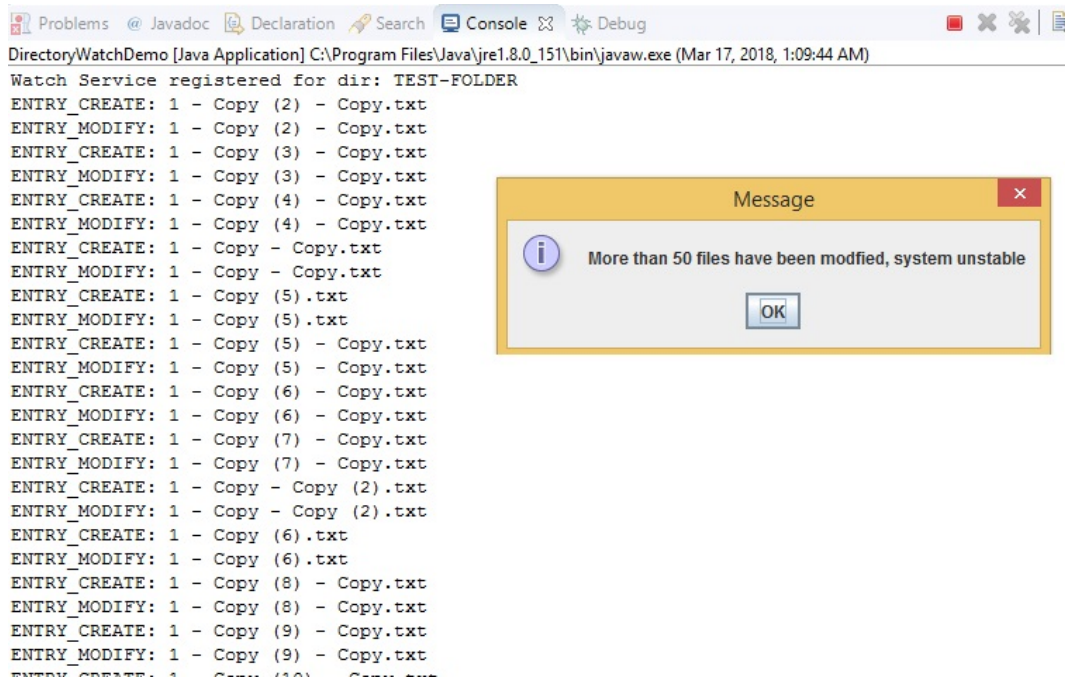 Problems @ Javadoc Declaration Search Console Debug
DirectoryWatchDemo [Java Application] C:\Program Files\Java\jre1.8.0_151\bin\javaw.exe (Mar 17, 2018, 1:09:44 AM)
Watch Service registered for dir: TEST-FOLDER
ENTRY_CREATE: 1 - Copy (2) - Copy.txt
ENTRY_MODIFY: 1 - Copy (2) - Copy.txt
ENTRY_CREATE: 1 - Copy (3) - Copy.txt
ENTRY_MODIFY: 1 - Copy (3) - Copy.txt
ENTRY_CREATE: 1 - Copy (4) - Copy.txt
ENTRY_MODIFY: 1 - Copy (4) - Copy.txt
ENTRY_CREATE: 1 - Copy - Copy.txt
ENTRY_MODIFY: 1 - Copy - Copy.txt
ENTRY_CREATE: 1 - Copy (5).txt
ENTRY_MODIFY: 1 - Copy (5).txt
ENTRY_CREATE: 1 - Copy (5) - Copy.txt
ENTRY_MODIFY: 1 - Copy (5) - Copy.txt
ENTRY_CREATE: 1 - Copy (6) - Copy.txt
ENTRY_MODIFY: 1 - Copy (6) - Copy.txt
ENTRY_CREATE: 1 - Copy (7) - Copy.txt
ENTRY_MODIFY: 1 - Copy (7) - Copy.txt
ENTRY_CREATE: 1 - Copy - Copy (2).txt
ENTRY_MODIFY: 1 - Copy - Copy (2).txt
ENTRY_CREATE: 1 - Copy (6).txt
ENTRY_MODIFY: 1 - Copy (6).txt
ENTRY_CREATE: 1 - Copy (8) - Copy.txt
ENTRY_MODIFY: 1 - Copy (8) - Copy.txt
ENTRY_CREATE: 1 - Copy (9) - Copy.txt
ENTRY_MODIFY: 1 - Copy (9) - Copy.txt
ENTRY_CREATE: 1 - Copy (10) - Copy.txt
Message
More than 50 files have been modfied, system unstable
OK